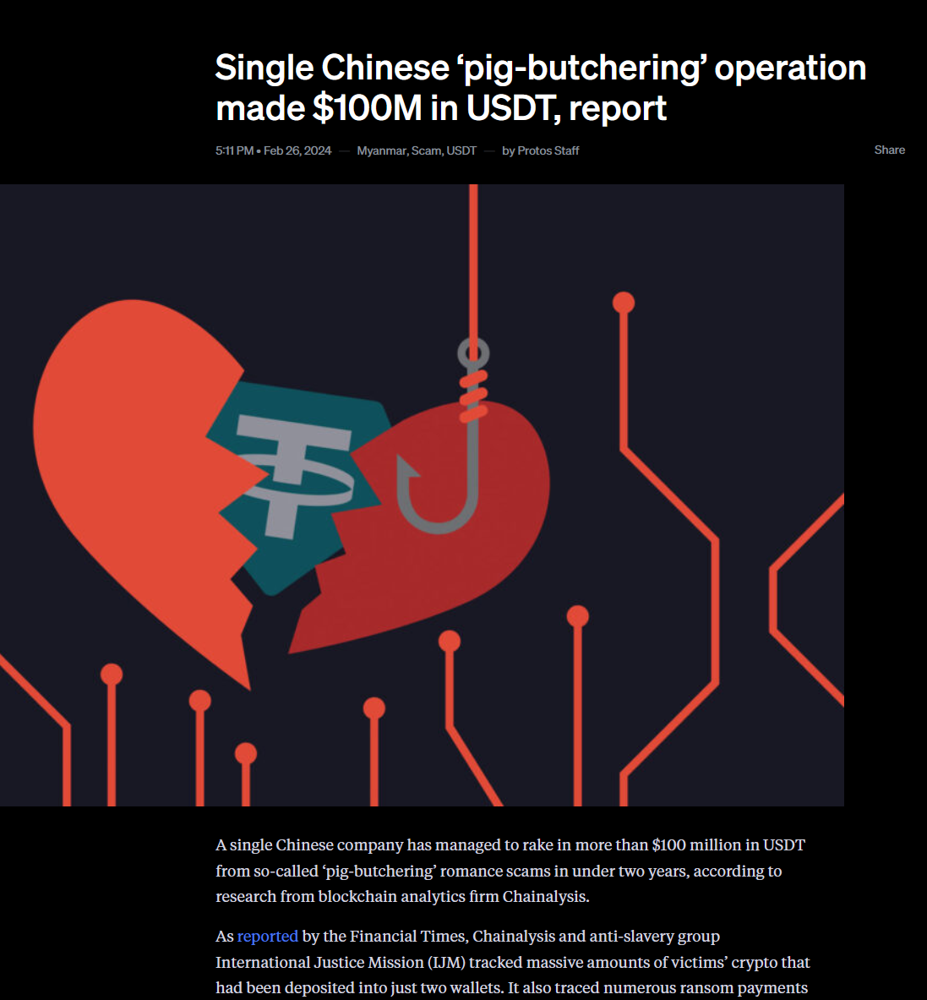 Single Chinese ‘pig-butchering’ operation
made $100M in USDT, report
5:11 PM • Feb 26, 2024 — Myanmar, Scam, USDT — by Protos Staff
Share
A single Chinese company has managed to rake in more than $100 million in USDT
from so-called ‘pig-butchering’ romance scams in under two years, according to
research from blockchain analytics firm Chainalysis.
As reported by the Financial Times, Chainalysis and anti-slavery group
International Justice Mission (IJM) tracked massive amounts of victims’ crypto that
had been deposited into just two wallets. It also traced numerous ransom payments